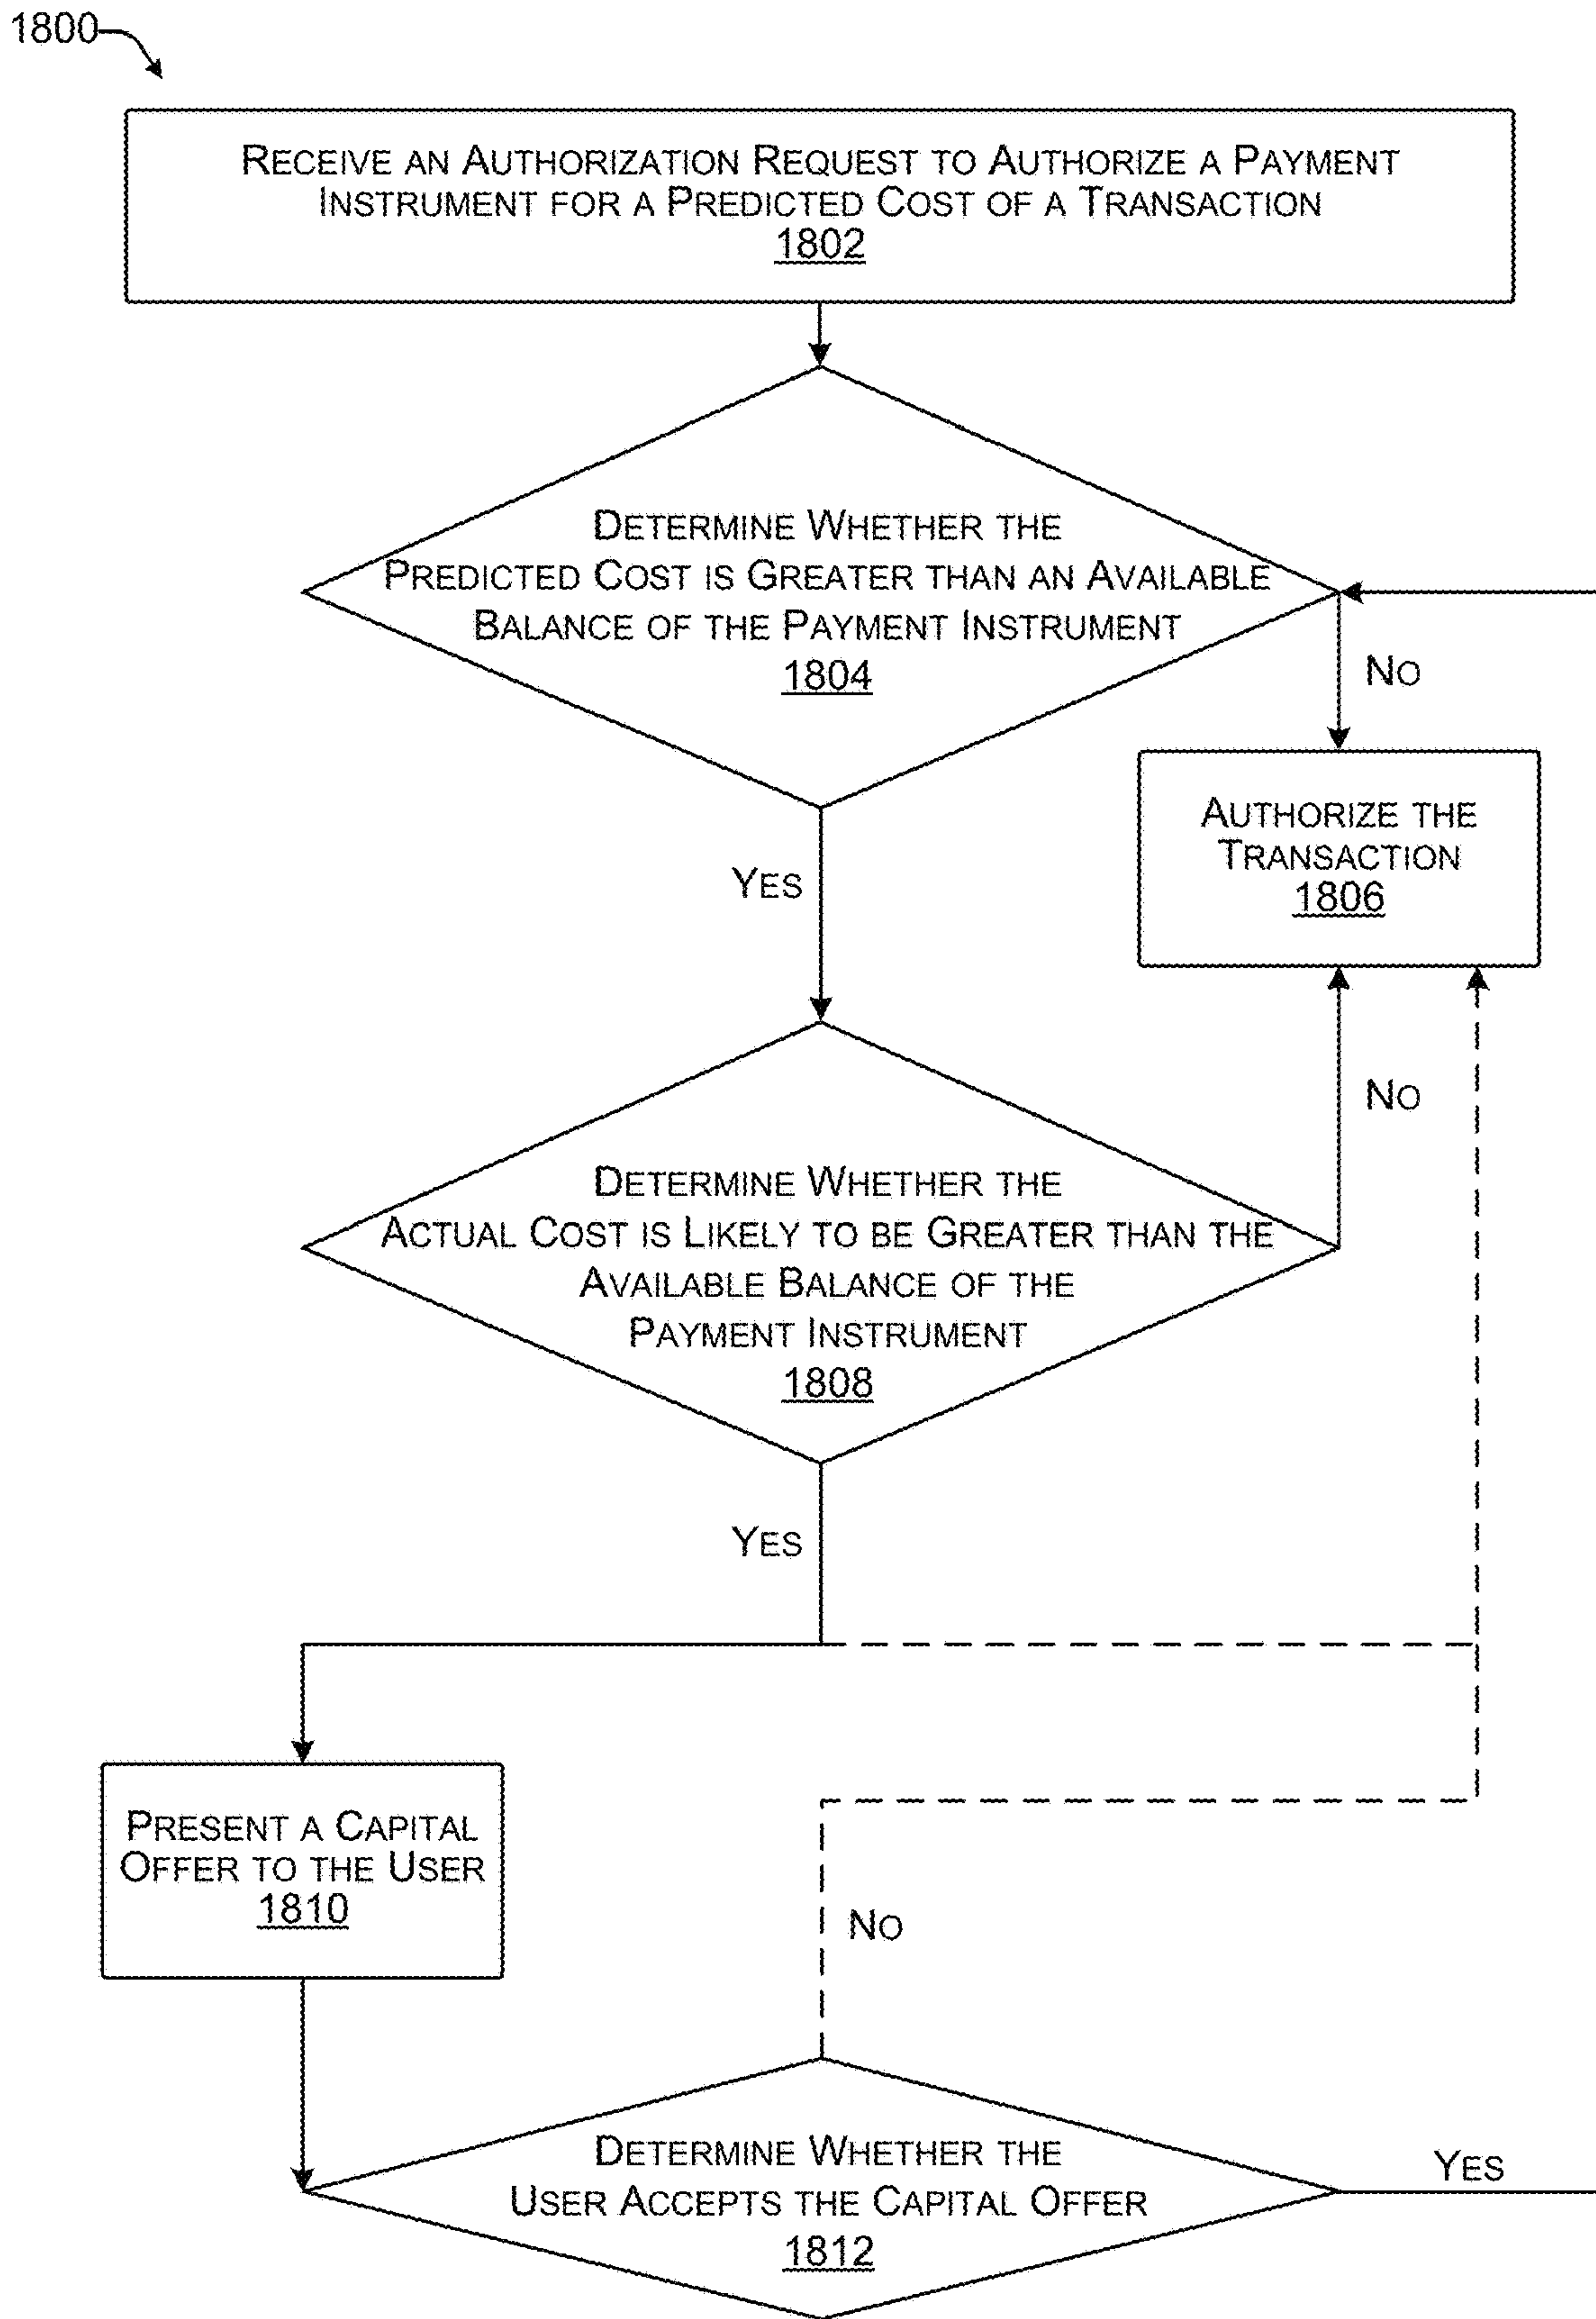 1800
RECEIVE AN AUTHORIZATION REQUEST TO AUTHORIZE A PAYMENT
INSTRUMENT FOR A PREDICTED COST OF A TRANSACTION
1802
DETERMINE WHETHER THE
PREDICTED COST IS GREATER THAN AN AVAILABLE
BALANCE OF THE PAYMENT INSTRUMENT
1804
NO
AUTHORIZE THE
TRANSACTION
1806
YES
NO
DETERMINE WHETHER THE
ACTUAL COST IS LIKELY TO BE GREATER THAN THE
AVAILABLE BALANCE OF THE
PAYMENT INSTRUMENT
1808
YES
PRESENT A CAPITAL
OFFER TO THE USER
1810
NO
DETERMINE WHETHER THE
USER ACCEPTS THE CAPITAL OFFER
1812
YES